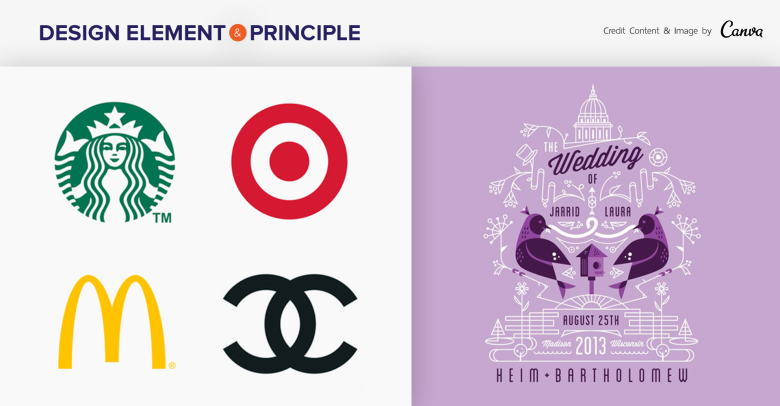 DESIGN ELEMENT & PRINCIPLE
Credit Content & Image by Canva
TM
®
THE
Wedding
OF
JARRID LAURA
AUGUST 25TH
Madison 2013 Wisconsin
HEIM + BARTHOLOMEW